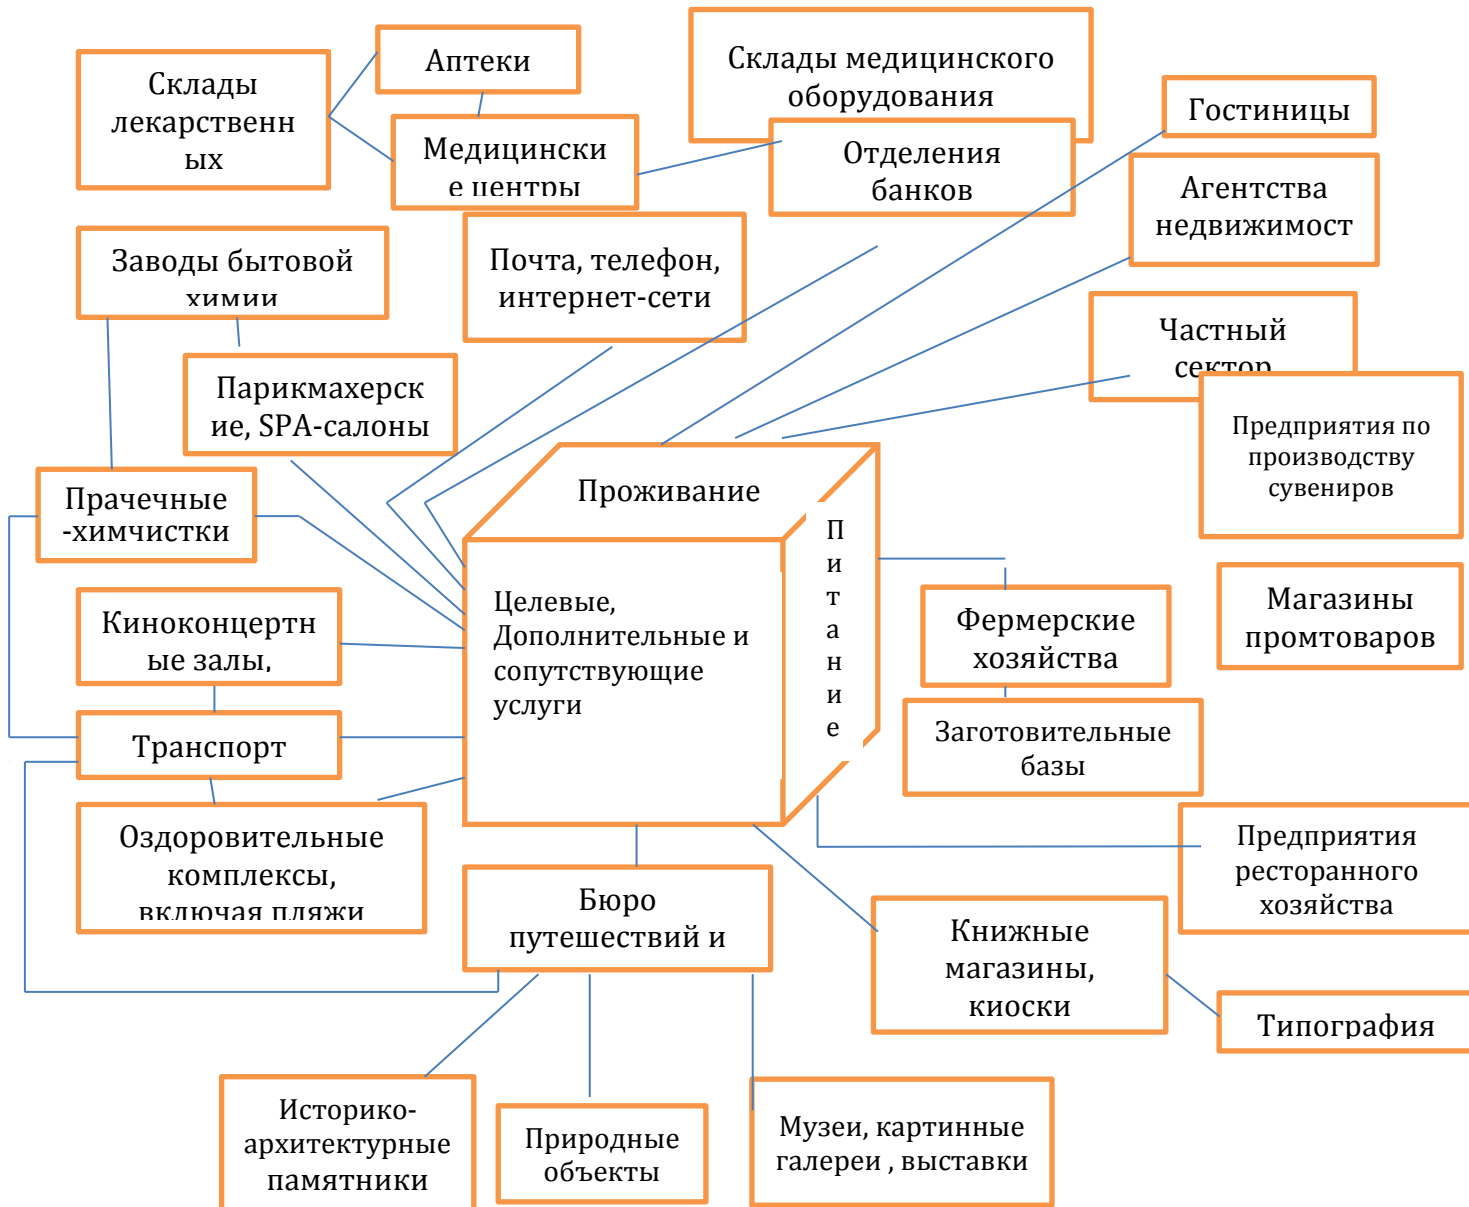 Аптеки
Склады
лекарственн
ых
Медицински
е центры
Склады медицинского
оборудования
Отделения
банков
Гостиницы
Агентства
недвижимост
Заводы бытовой
химии
Почта, телефон,
интернет-сети
Частный
сектор
Парикмахерск
ие, SPA-салоны
Предприятия по
производству
сувениров
Прачечные
-химчистки
Проживание
П
и
т
а
н
и
е
Целевые,
Дополнительные и
сопутствующие
услуги
Киноконцертн
ые залы,
Фермерские
хозяйства
Магазины
промтоваров
Транспорт
Заготовительные
базы
Оздоровительные
комплексы,
включая пляжи
Предприятия
ресторанного
хозяйства
Бюро
путешествий и
Книжные
магазины,
киоски
Типография
Историко-
архитектурные
памятники
Природные
объекты
Музеи, картинные
галереи , выставки